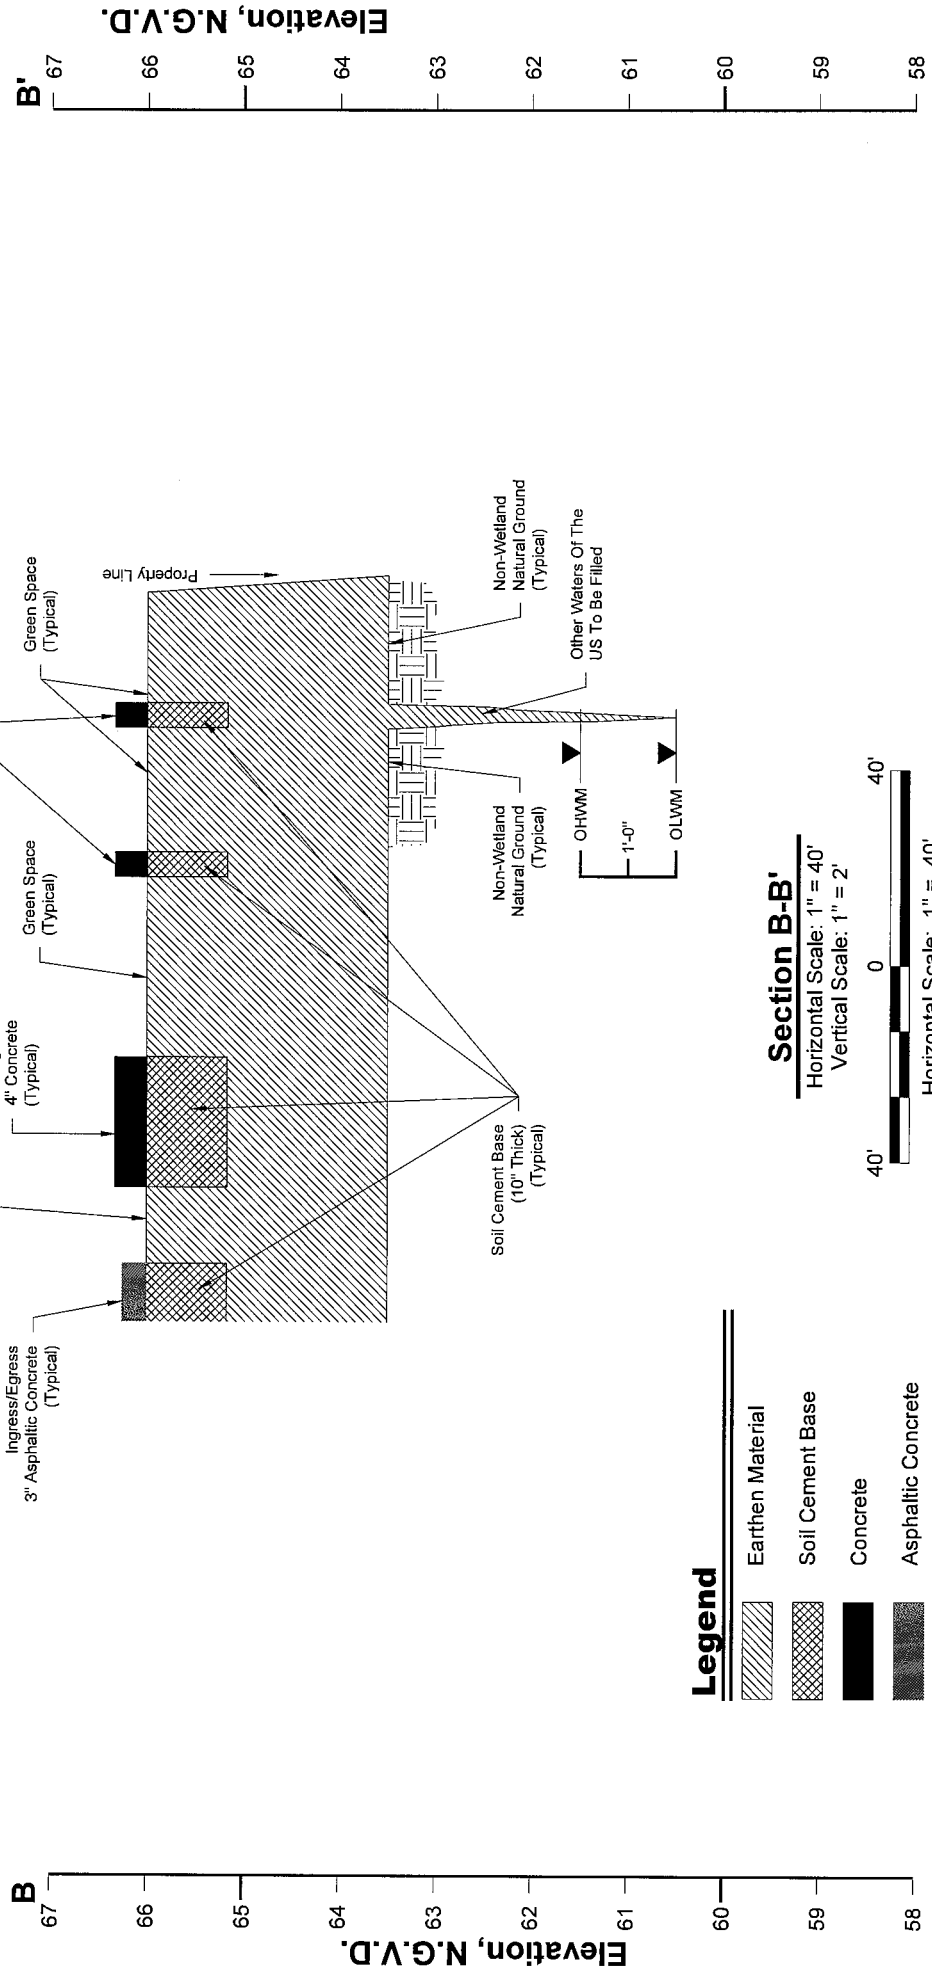 B
67
66
65
64
63
62
61
60
59
58
Elevation, N.G.V.D.
Ingress/Egress
3" Asphaltic Concrete
(Typical)
4" Concrete
(Typical)
Green Space
(Typical)
Green Space
(Typical)
Property Line
Soil Cement Base
(10" Thick)
(Typical)
Non-Wetland
Natural Ground
(Typical)
Non-Wetland
Natural Ground
(Typical)
Other Waters Of The
US To Be Filled
OHWM
1'-0"
OLWM
B'
67
66
65
64
63
62
61
60
59
58
Elevation, N.G.V.D.
Legend
Earthen Material
Soil Cement Base
Concrete
Asphaltic Concrete
Section B-B'
Horizontal Scale: 1" = 40'
Vertical Scale: 1" = 2'
40'
0
40'
Horizontal Scale: 1" = 40'